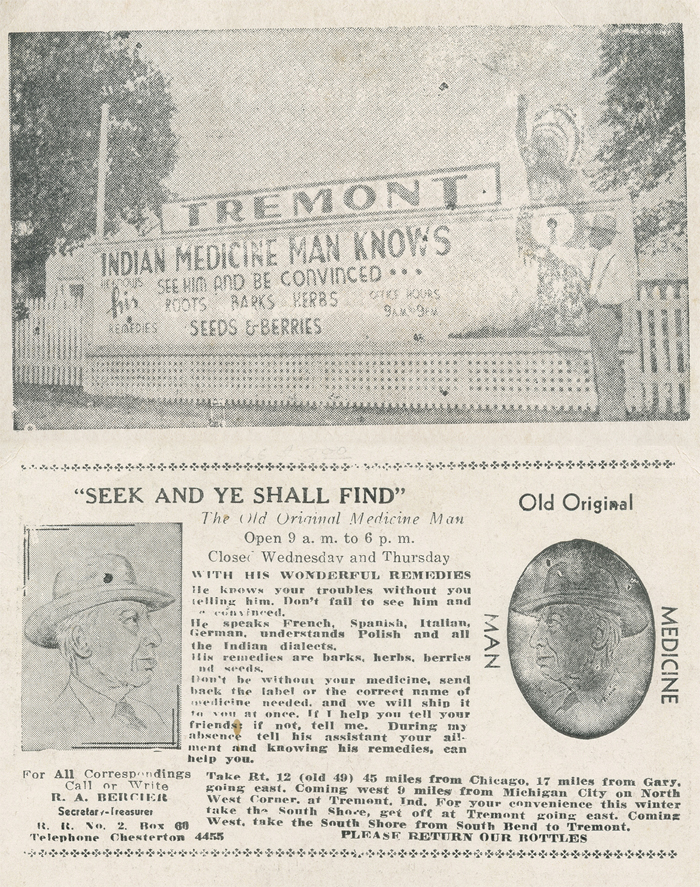 TREMONT
INDIAN MEDICINE MAN KNOWS
SEE HIM AND BE CONVINCED •••
his ROOTS BARKS HERBS
OFFICE HOURS
9 A.M. 9 P.M.
REMEDIES SEEDS & BERRIES
"SEEK AND YE SHALL FIND"
The Old Original Medicine Man
Open 9 a. m. to 6 p. m.
Closed Wednesday and Thursday
WITH HIS WONDERFUL REMEDIES
He knows your troubles without you
telling him. Don't fail to see him and
convinced.
He speaks French, Spanish, Italian,
German, understands Polish and all
the Indian dialects.
His remedies are barks, herbs, berries
nd seeds.
Don't be without your medicine, send
back the label or the correct name of
medicine needed, and we will ship it
to you at once. If I help you tell your
friends; if not, tell me. During my
absence tell his assistant your ail-
ment and knowing his remedies, can
help you.
Old Original
MAN
MEDICINE
For All Correspondings
Call or Write
R. A. BERCIER
Secretary-Treasurer
R. R. No. 2, Box 66
Telephone Chesterton 4455
Take Rt. 12 (old 49) 45 miles from Chicago, 17 miles from Gary,
going east. Coming west 9 miles from Michigan City on North
West Corner, at Tremont, Ind. For your convenience this winter
take the South Shore, get off at Tremont going east. Coming
West, take the South Shore from South Bend to Tremont.
PLEASE RETURN OUR BOTTLES